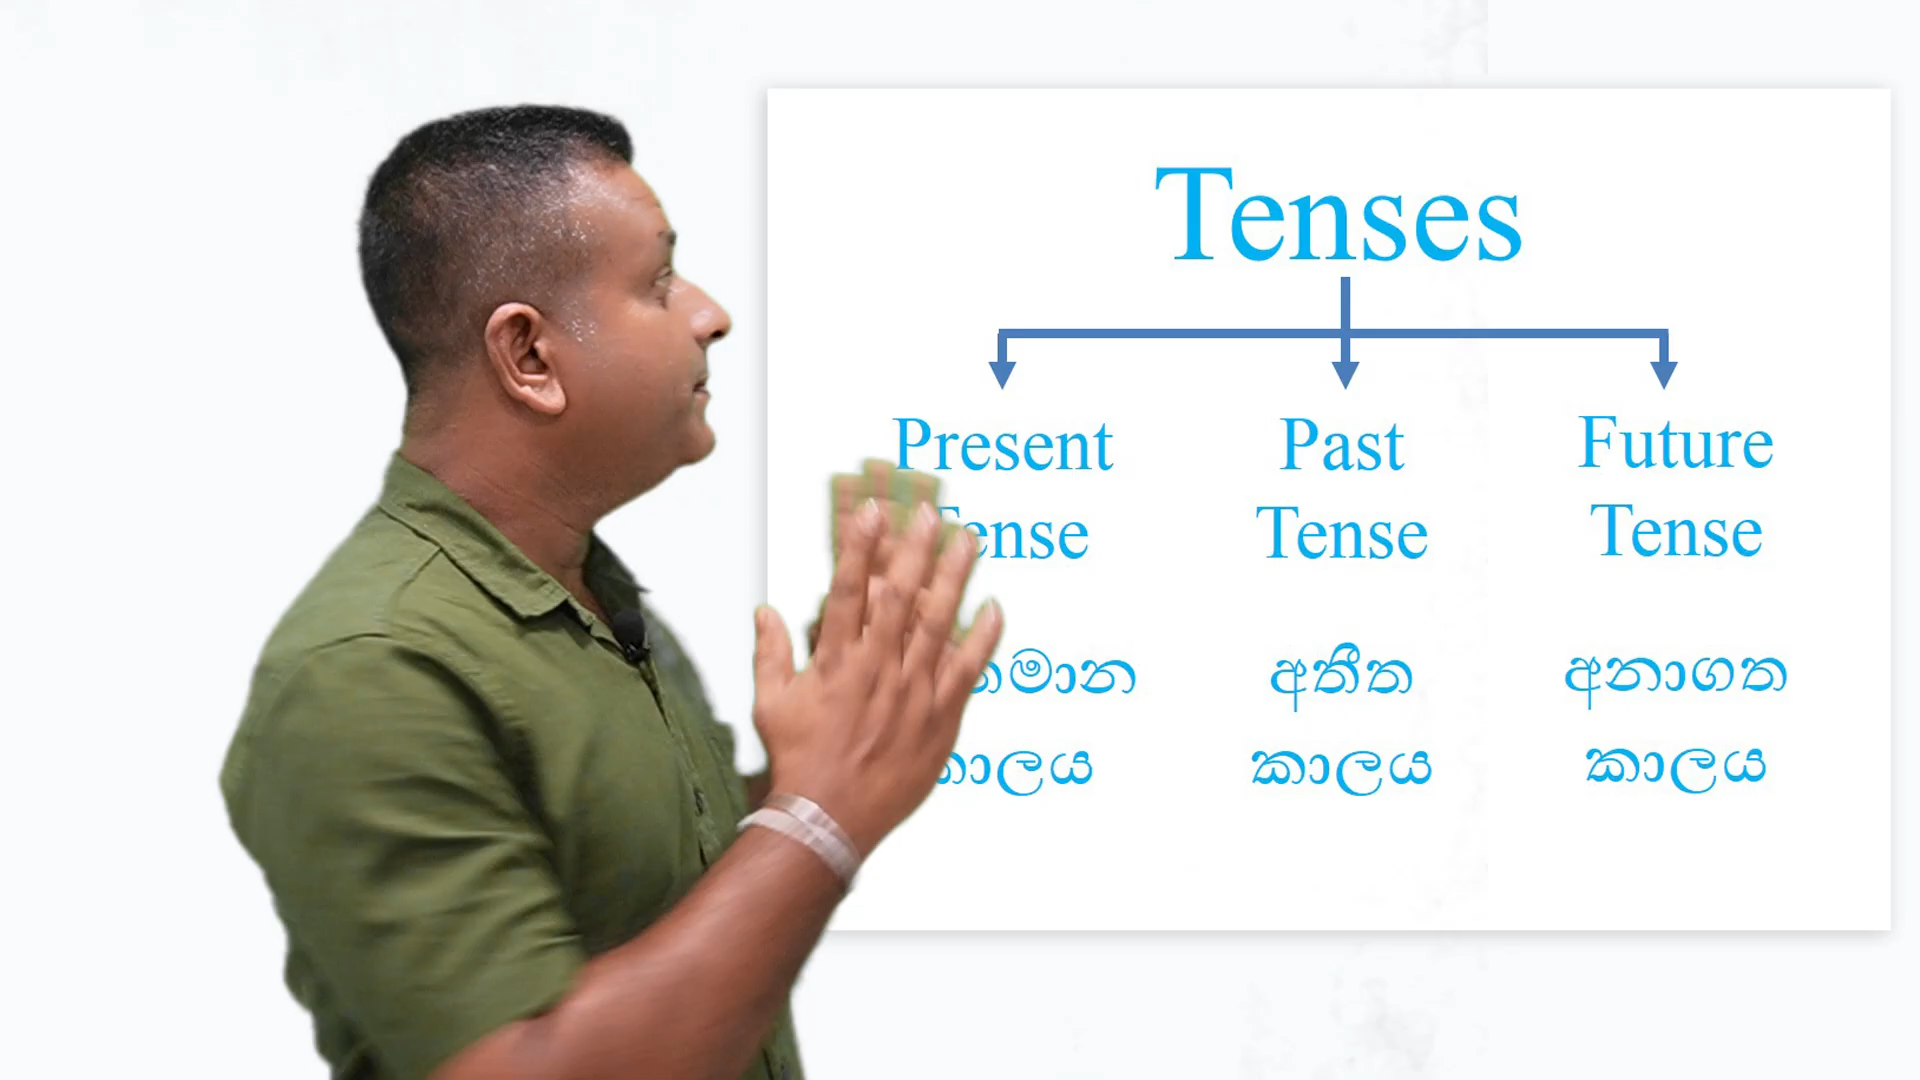 Tenses
Present
Past
Future
Tense
Tense
අතීත
අනාගත
කාලය
කාලය